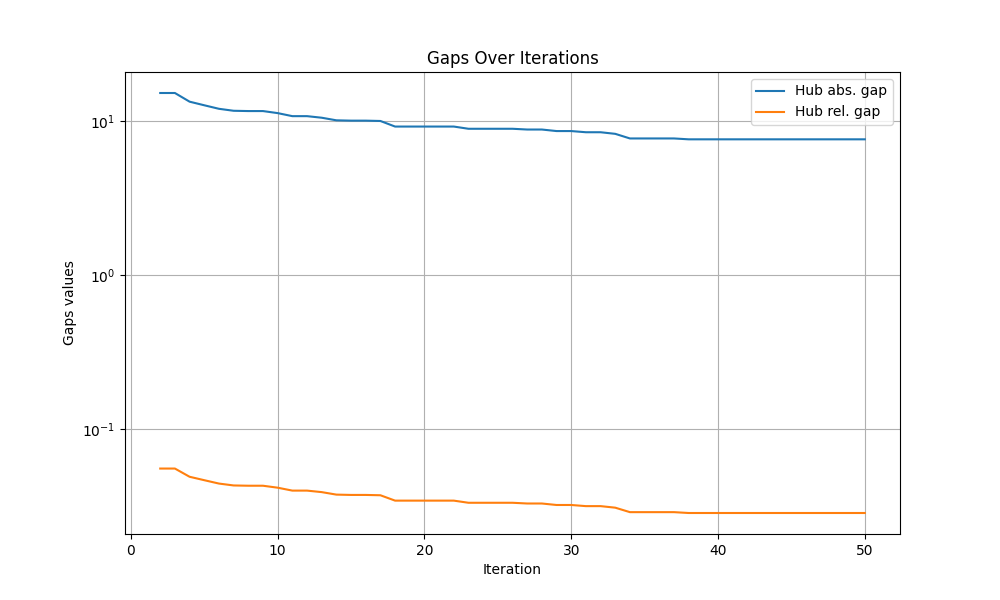 Gaps Over Iterations
Hub abs. gap
Hub rel. gap
Gaps values
10¹
10⁰
10⁻¹
0 10 20 30 40 50
Iteration